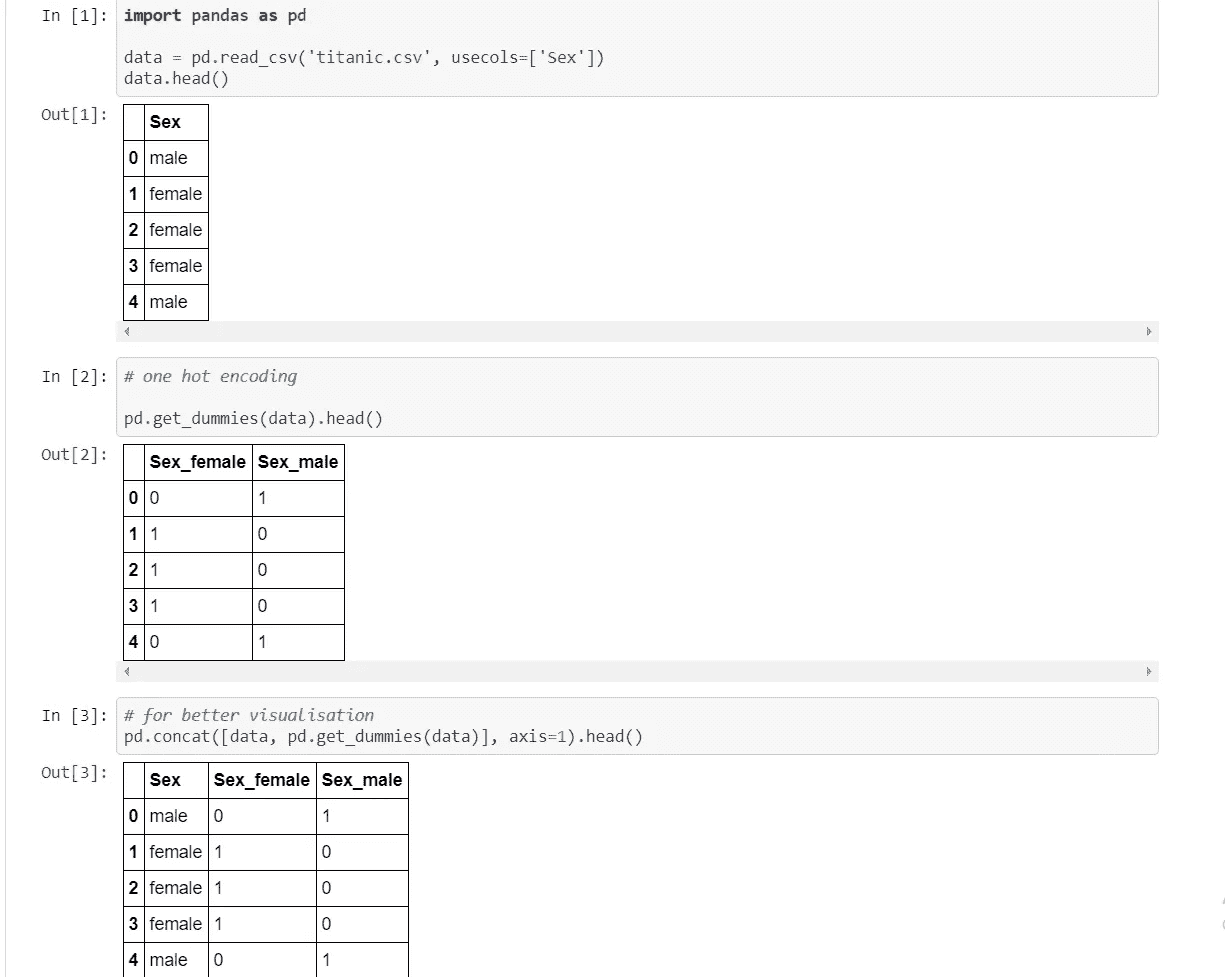 In [1]: import pandas as pd
data = pd.read_csv('titanic.csv', usecols=['Sex'])
data.head()
Out[1]:
Sex
0 male
1 female
2 female
3 female
4 male
In [2]: # one hot encoding
pd.get_dummies(data).head()
Out[2]:
Sex_female Sex_male
0 0 1
1 1 0
2 1 0
3 1 0
4 0 1
In [3]: # for better visualisation
pd.concat([data, pd.get_dummies(data)], axis=1).head()
Out[3]:
Sex Sex_female Sex_male
0 male 0 1
1 female 1 0
2 female 1 0
3 female 1 0
4 male 0 1